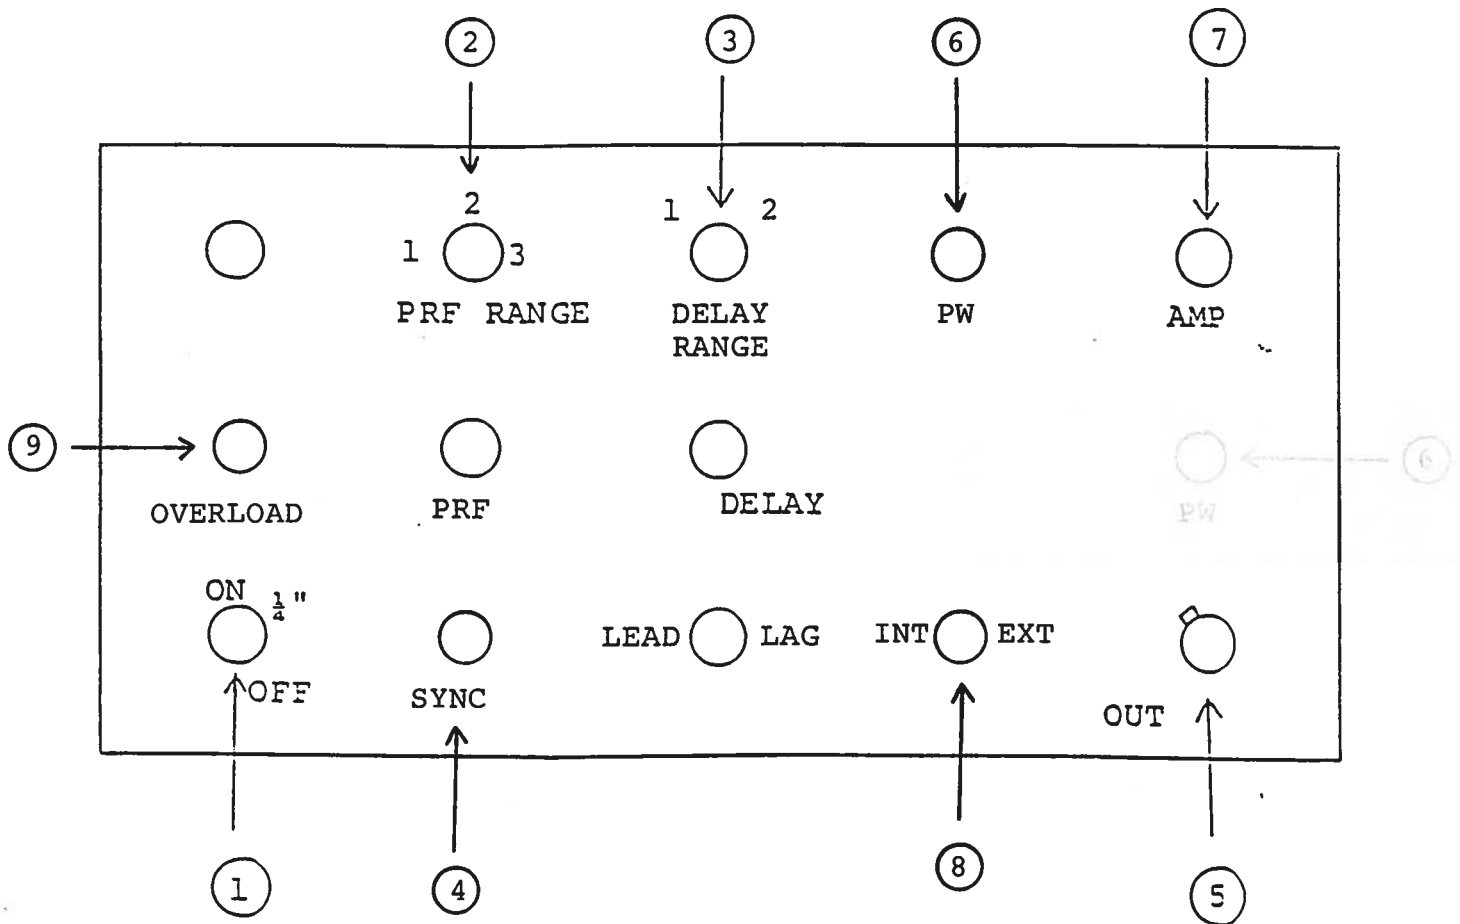 2 3 6 7
2
1 3
PRF RANGE
1 2
DELAY
RANGE
PW
AMP
9
OVERLOAD
PRF
DELAY
6
PW
ON 1/4"
OFF
SYNC
LEAD LAG
INT EXT
OUT
1 4 8 5